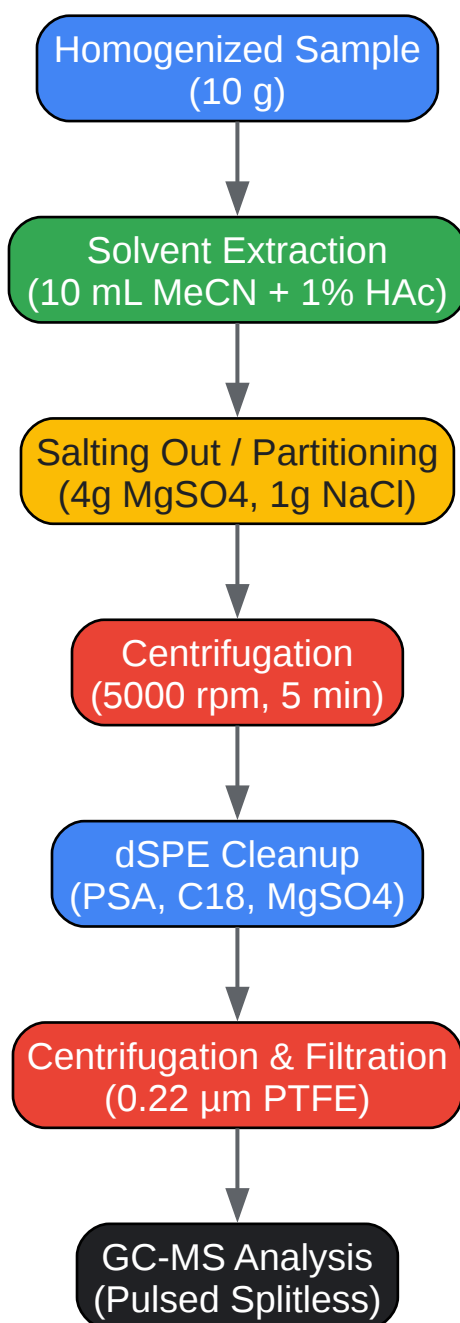 Homogenized Sample
(10 g)
Solvent Extraction
(10 mL MeCN + 1% HAc)
Salting Out / Partitioning
(4g MgSO4, 1g NaCl)
Centrifugation
(5000 rpm, 5 min)
dSPE Cleanup
(PSA, C18, MgSO4)
Centrifugation & Filtration
(0.22 µm PTFE)
GC-MS Analysis
(Pulsed Splitless)